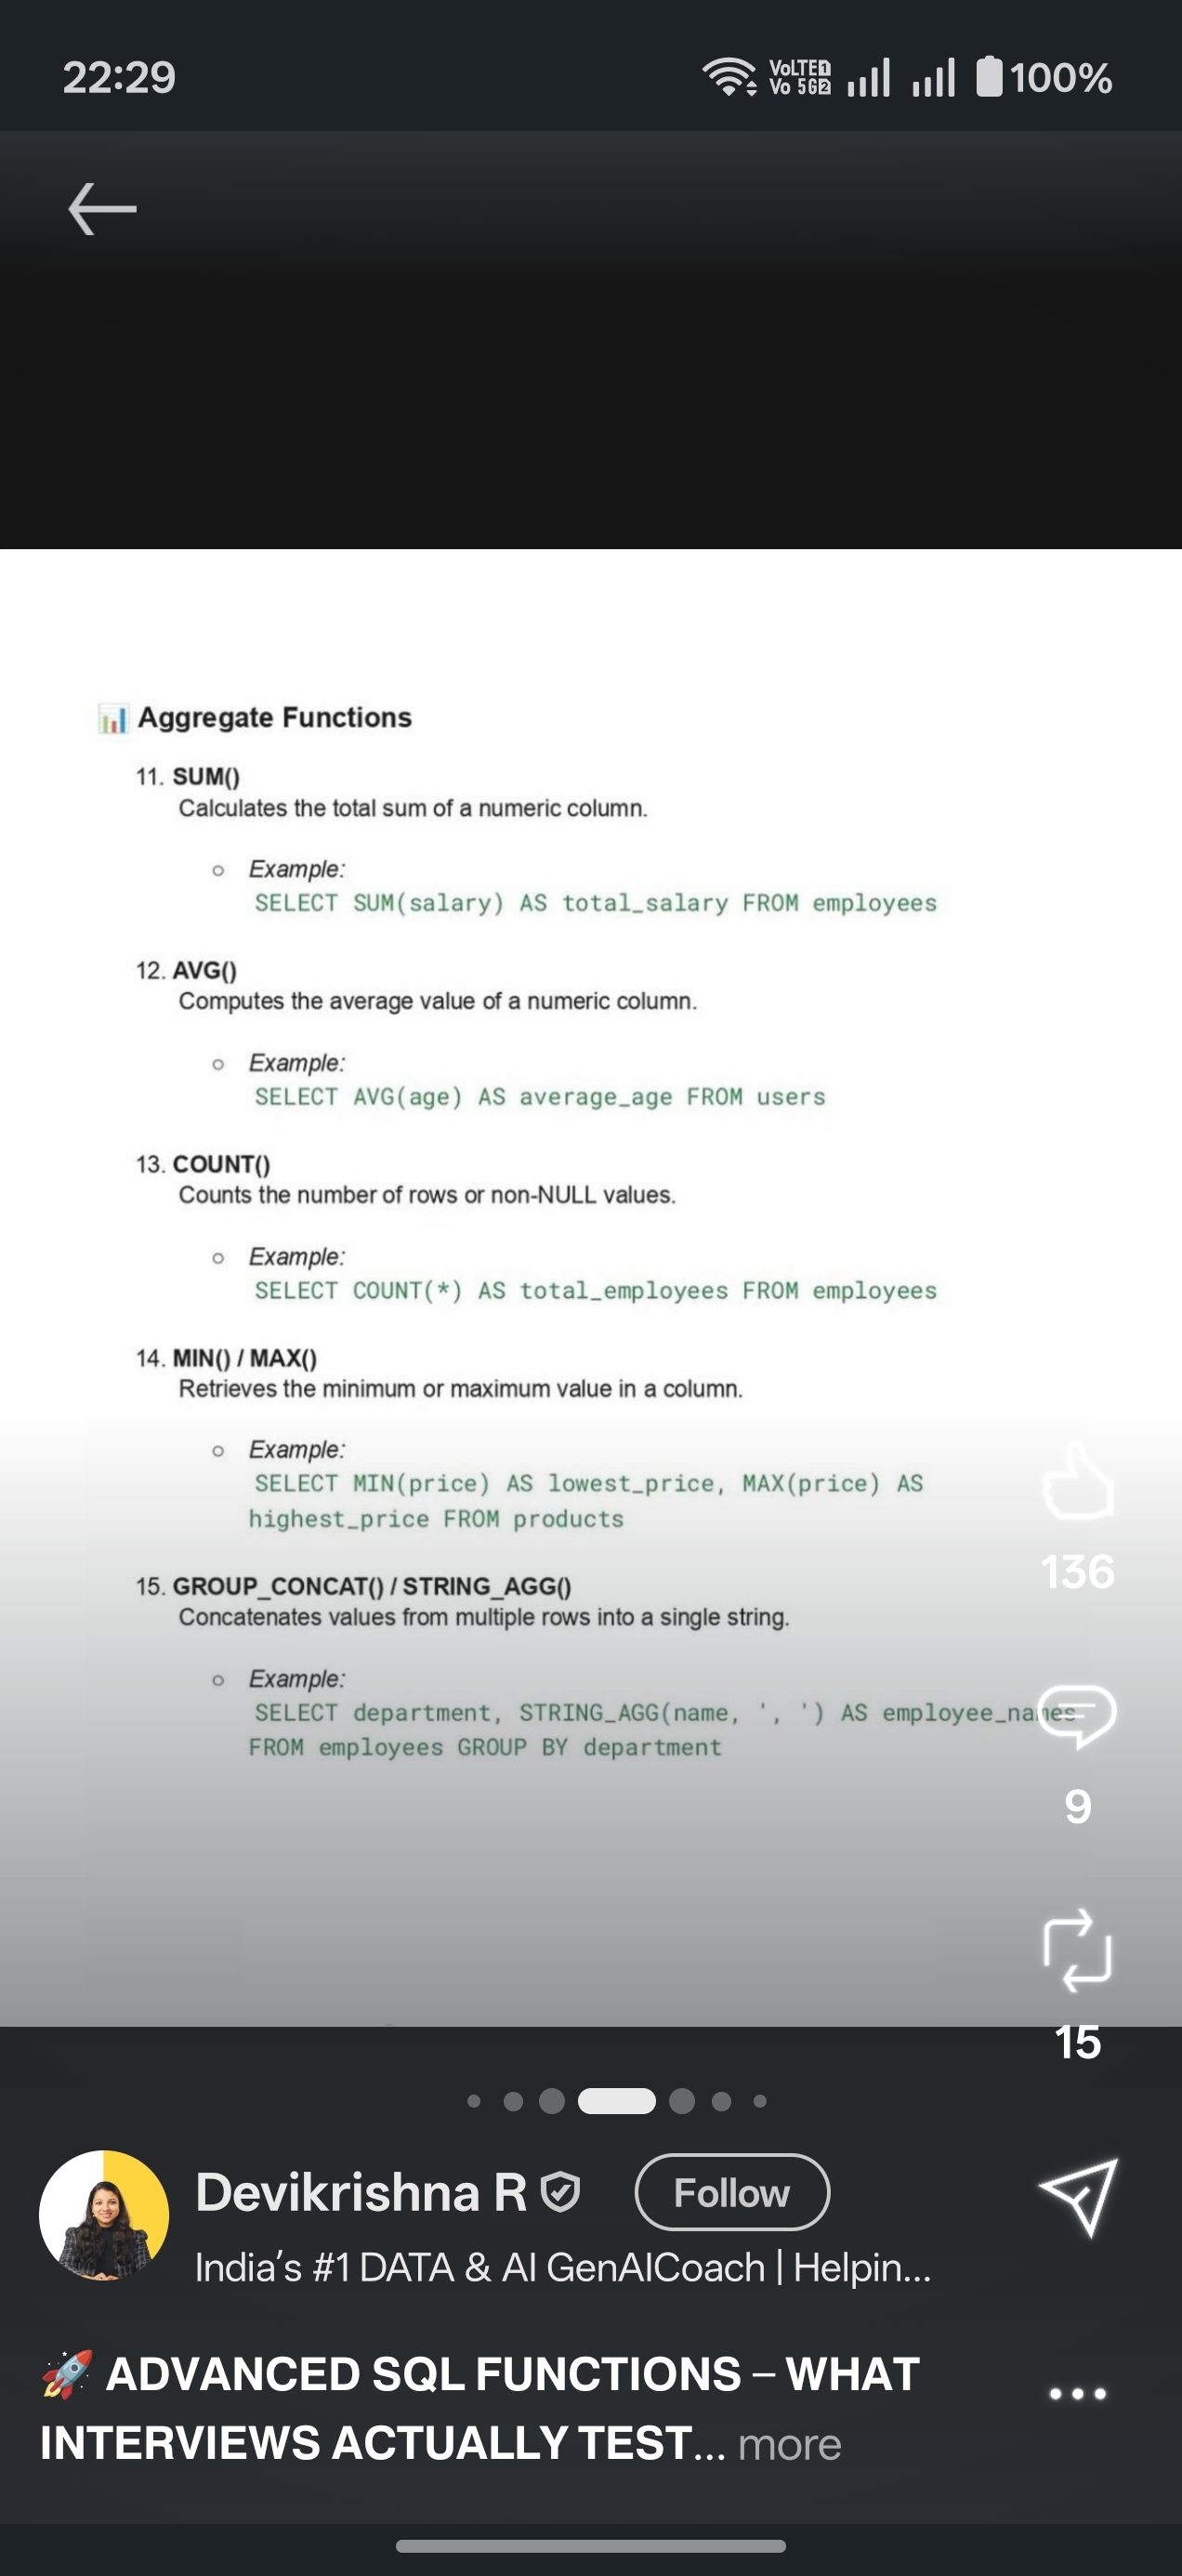 22:29
VoLTE1
Vo 5G2
100%
📊 Aggregate Functions
11. SUM()
Calculates the total sum of a numeric column.
○ Example:
SELECT SUM(salary) AS total_salary FROM employees
12. AVG()
Computes the average value of a numeric column.
○ Example:
SELECT AVG(age) AS average_age FROM users
13. COUNT()
Counts the number of rows or non-NULL values.
○ Example:
SELECT COUNT(*) AS total_employees FROM employees
14. MIN() / MAX()
Retrieves the minimum or maximum value in a column.
○ Example:
SELECT MIN(price) AS lowest_price, MAX(price) AS
highest_price FROM products
136
15. GROUP_CONCAT() / STRING_AGG()
Concatenates values from multiple rows into a single string.
○ Example:
SELECT department, STRING_AGG(name, ', ') AS employee_names
FROM employees GROUP BY department
9
15
Devikrishna R
Follow
India's #1 DATA & AI GenAICoach | Helpin...
🚀 ADVANCED SQL FUNCTIONS – WHAT
INTERVIEWS ACTUALLY TEST... more